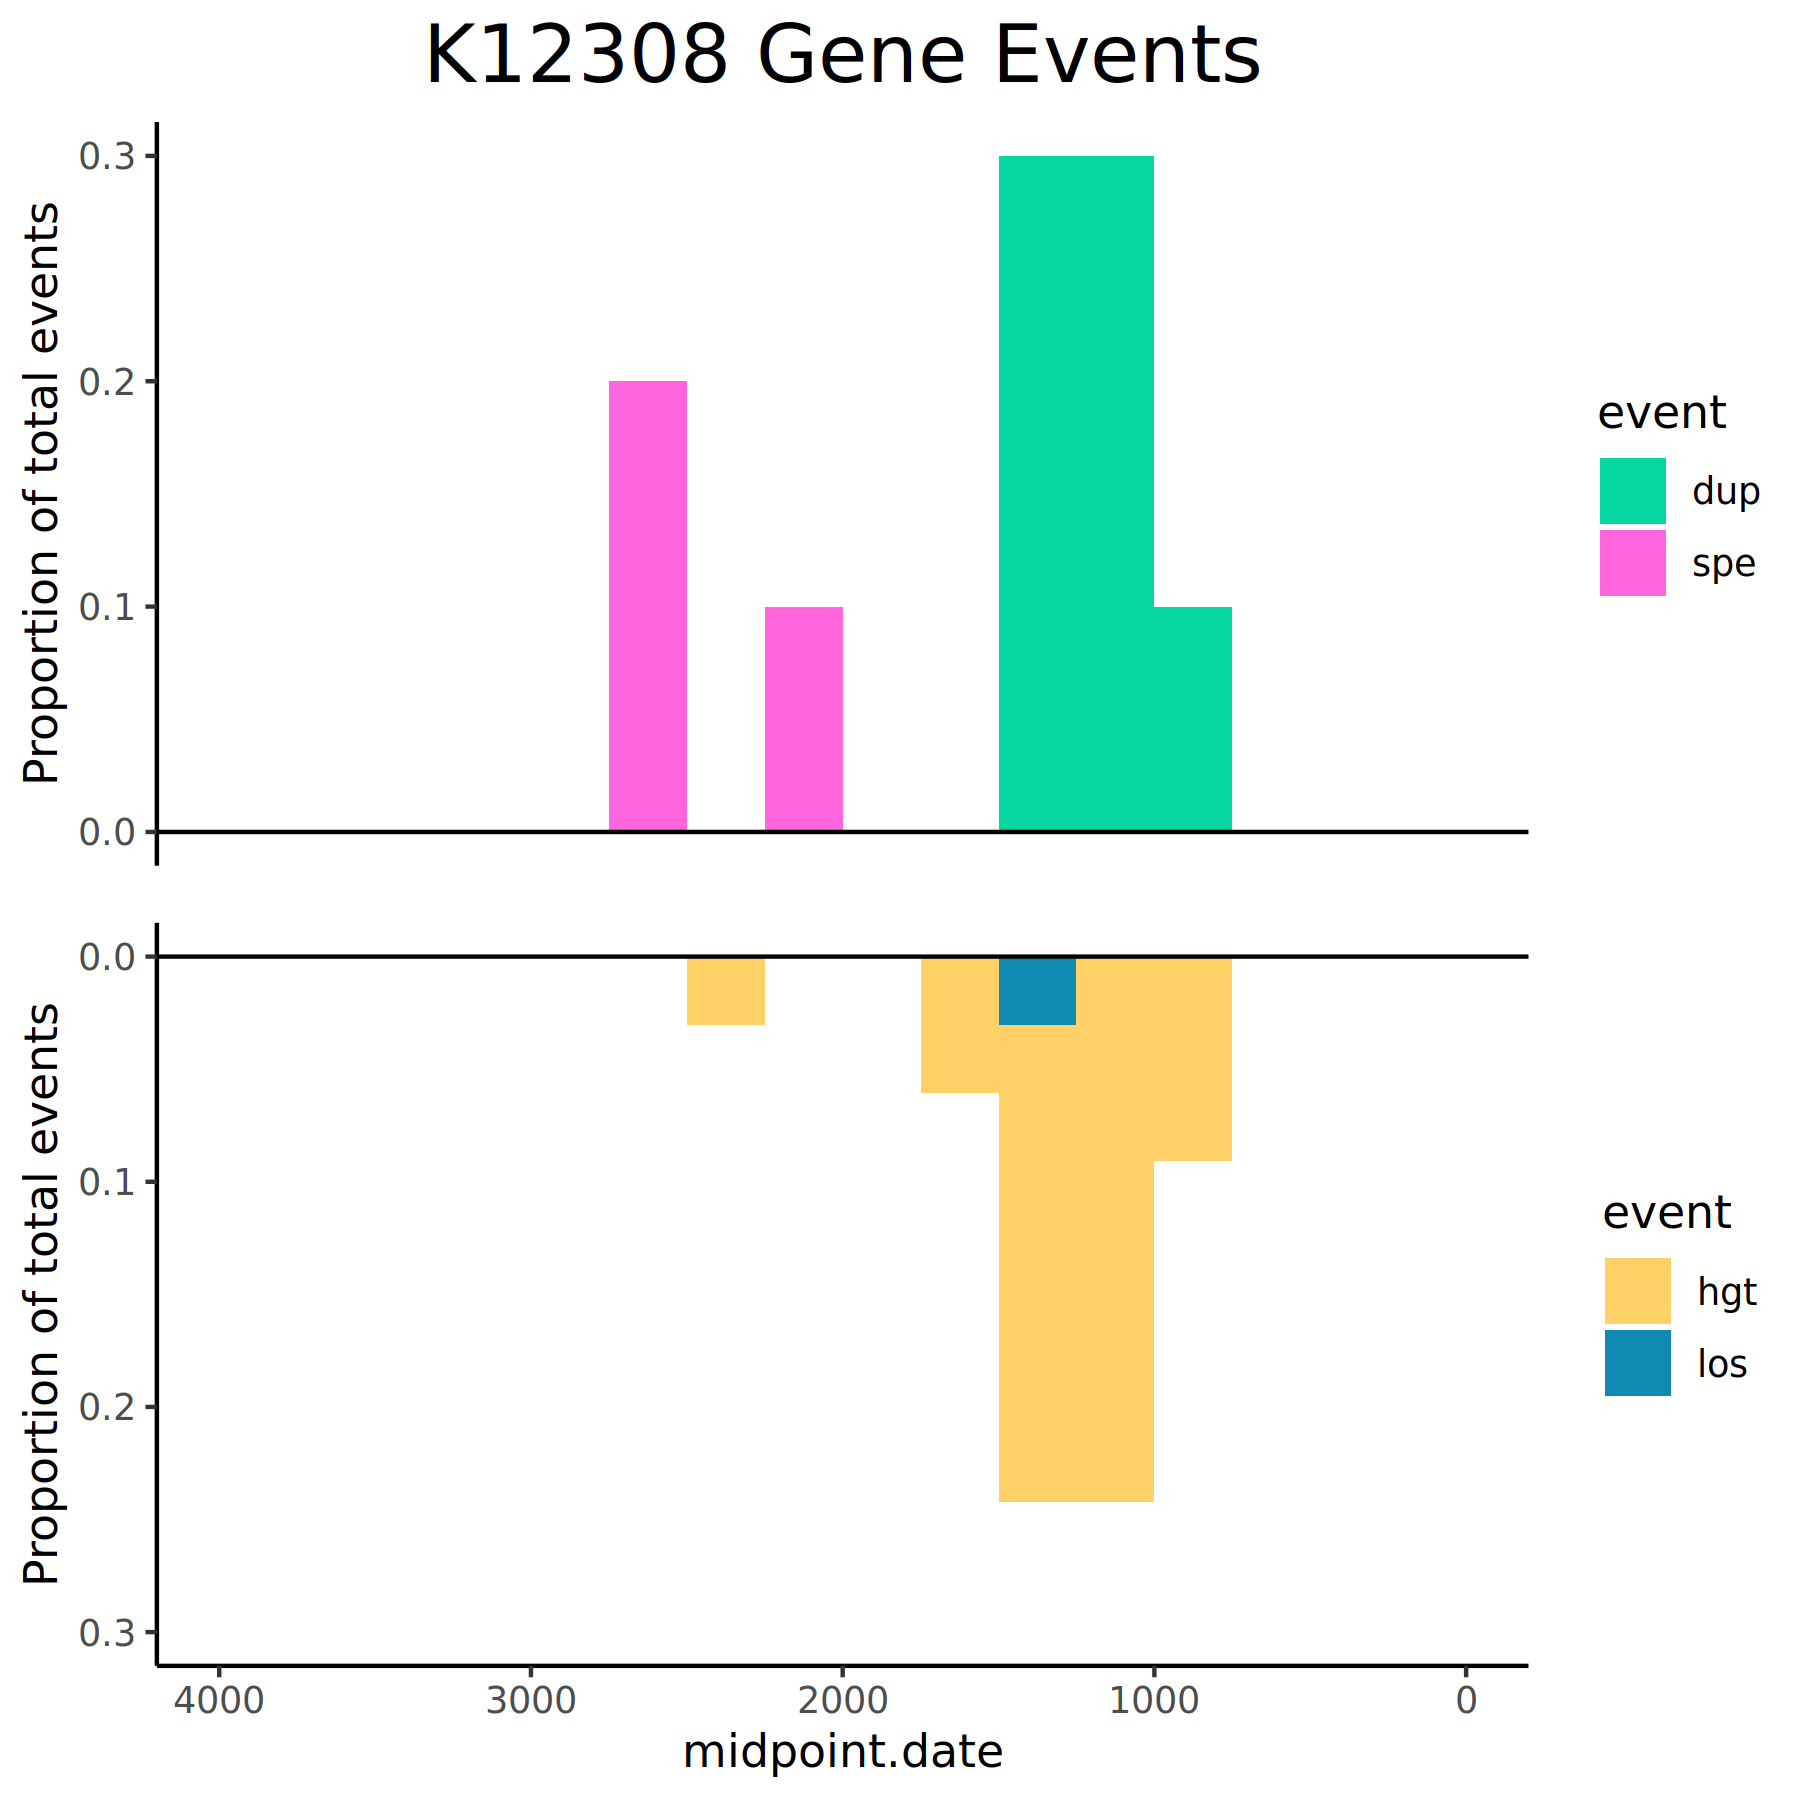 K12308 Gene Events
Proportion of total events
0.3
0.2
0.1
0.0
event
dup
spe
Proportion of total events
0.0
0.1
0.2
0.3
event
hgt
los
4000 3000 2000 1000 0
midpoint.date